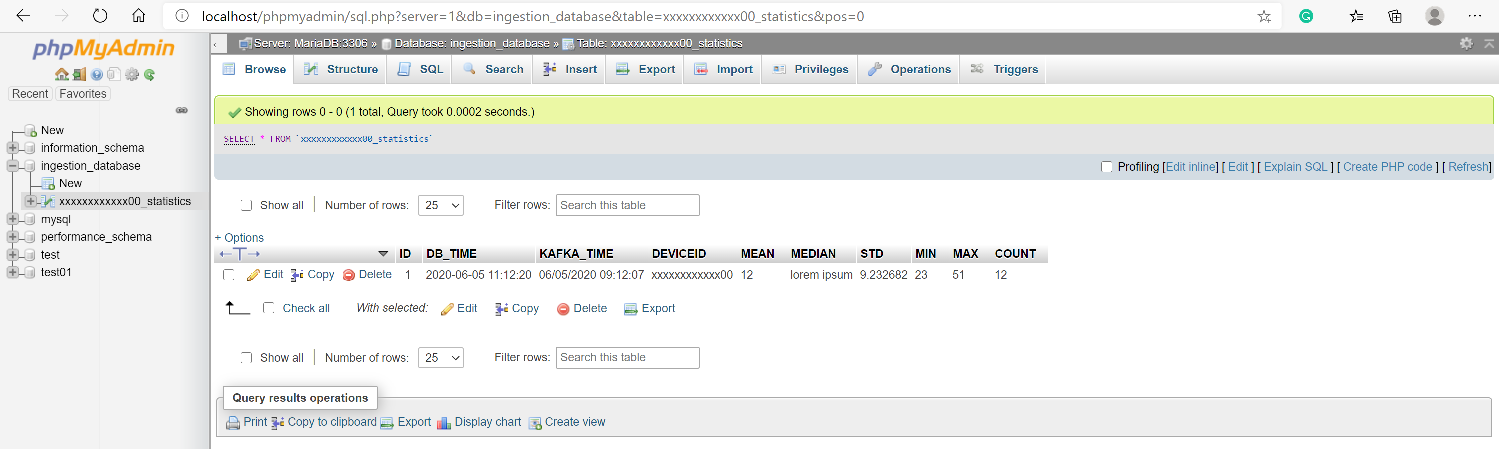 localhost/phpmyadmin/sql.php?server=1&db=ingestion_database&table=xxxxxxxxxxxx00_statistics&pos=0
phpMyAdmin
Server: MariaDB:3306 » Database: ingestion_database » Table: xxxxxxxxxxxx00_statistics
Recent Favorites
Browse Structure SQL Search Insert Export Import Privileges Operations Triggers
New
information_schema
ingestion_database
New
xxxxxxxxxxxx00_statistics
mysql
performance_schema
test
test01
Showing rows 0 - 0 (1 total, Query took 0.0002 seconds.)
SELECT * FROM `xxxxxxxxxxxx00_statistics`
Profiling [Edit inline] [ Edit ] [ Explain SQL ] [ Create PHP code ] [ Refresh]
Show all Number of rows: 25 Filter rows: Search this table
+ Options
ID DB_TIME KAFKA_TIME DEVICEID MEAN MEDIAN STD MIN MAX COUNT
Edit Copy Delete 1 2020-06-05 11:12:20 06/05/2020 09:12:07 xxxxxxxxxxxx00 12 lorem ipsum 9.232682 23 51 12
Check all With selected: Edit Copy Delete Export
Show all Number of rows: 25 Filter rows: Search this table
Query results operations
Print Copy to clipboard Export Display chart Create view